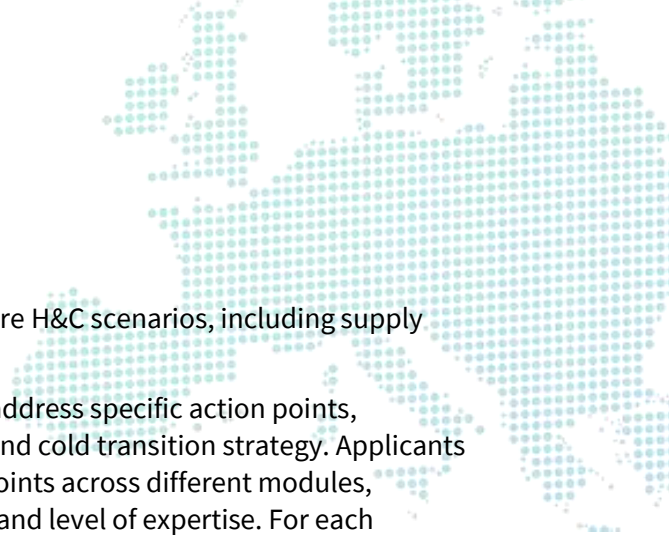 re H&C scenarios, including supply
address specific action points,
nd cold transition strategy. Applicants
oints across different modules,
and level of expertise. For each